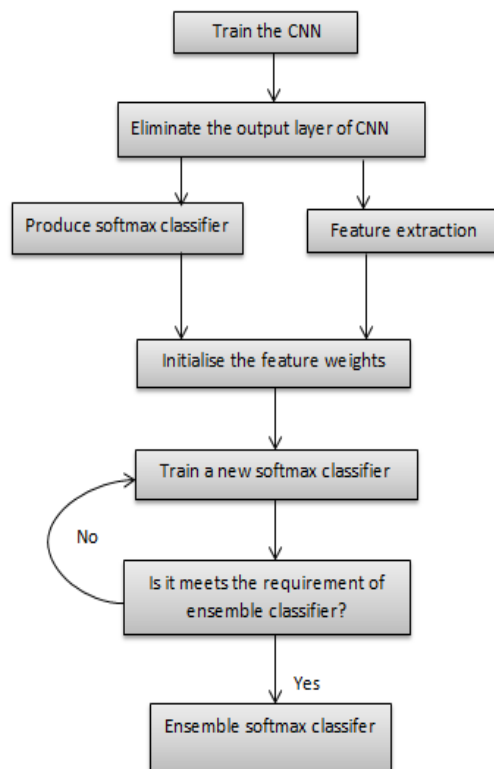 Train the CNN
Eliminate the output layer of CNN
Produce softmax classifier
Feature extraction
Initialise the feature weights
Train a new softmax classifier
No
Is it meets the requirement of
ensemble classifier?
Yes
Ensemble softmax classifer